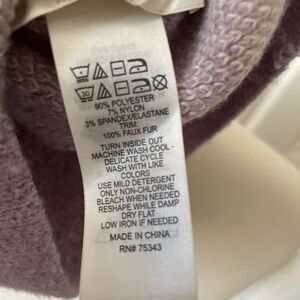 30
90% POLYESTER
7% NYLON
3% SPANDEX/ELASTANE
TRIM:
100% FAUX FUR
TURN INSIDE OUT
MACHINE WASH COOL -
DELICATE CYCLE
WASH WITH LIKE
COLORS
USE MILD DETERGENT
ONLY NON-CHLORINE
BLEACH WHEN NEEDED
RESHAPE WHILE DAMP
DRY FLAT
LOW IRON IF NEEDED
MADE IN CHINA
RN# 75343